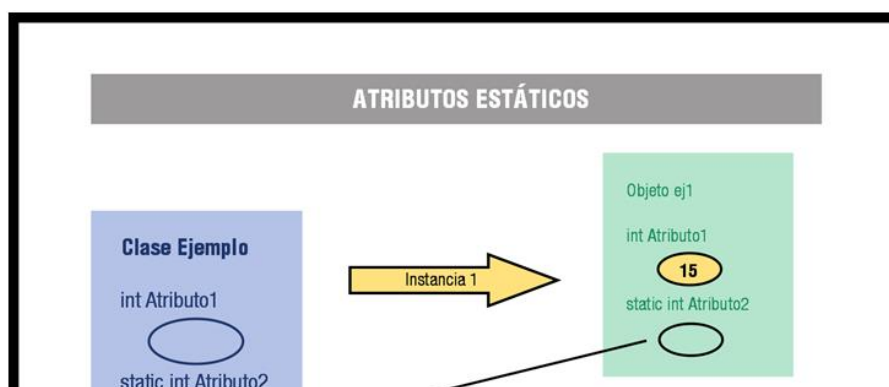 ATRIBUTOS ESTÁTICOS
Clase Ejemplo
int Atributo1
static int Atributo2
Instancia 1
Objeto ej1
int Atributo1
15
static int Atributo2